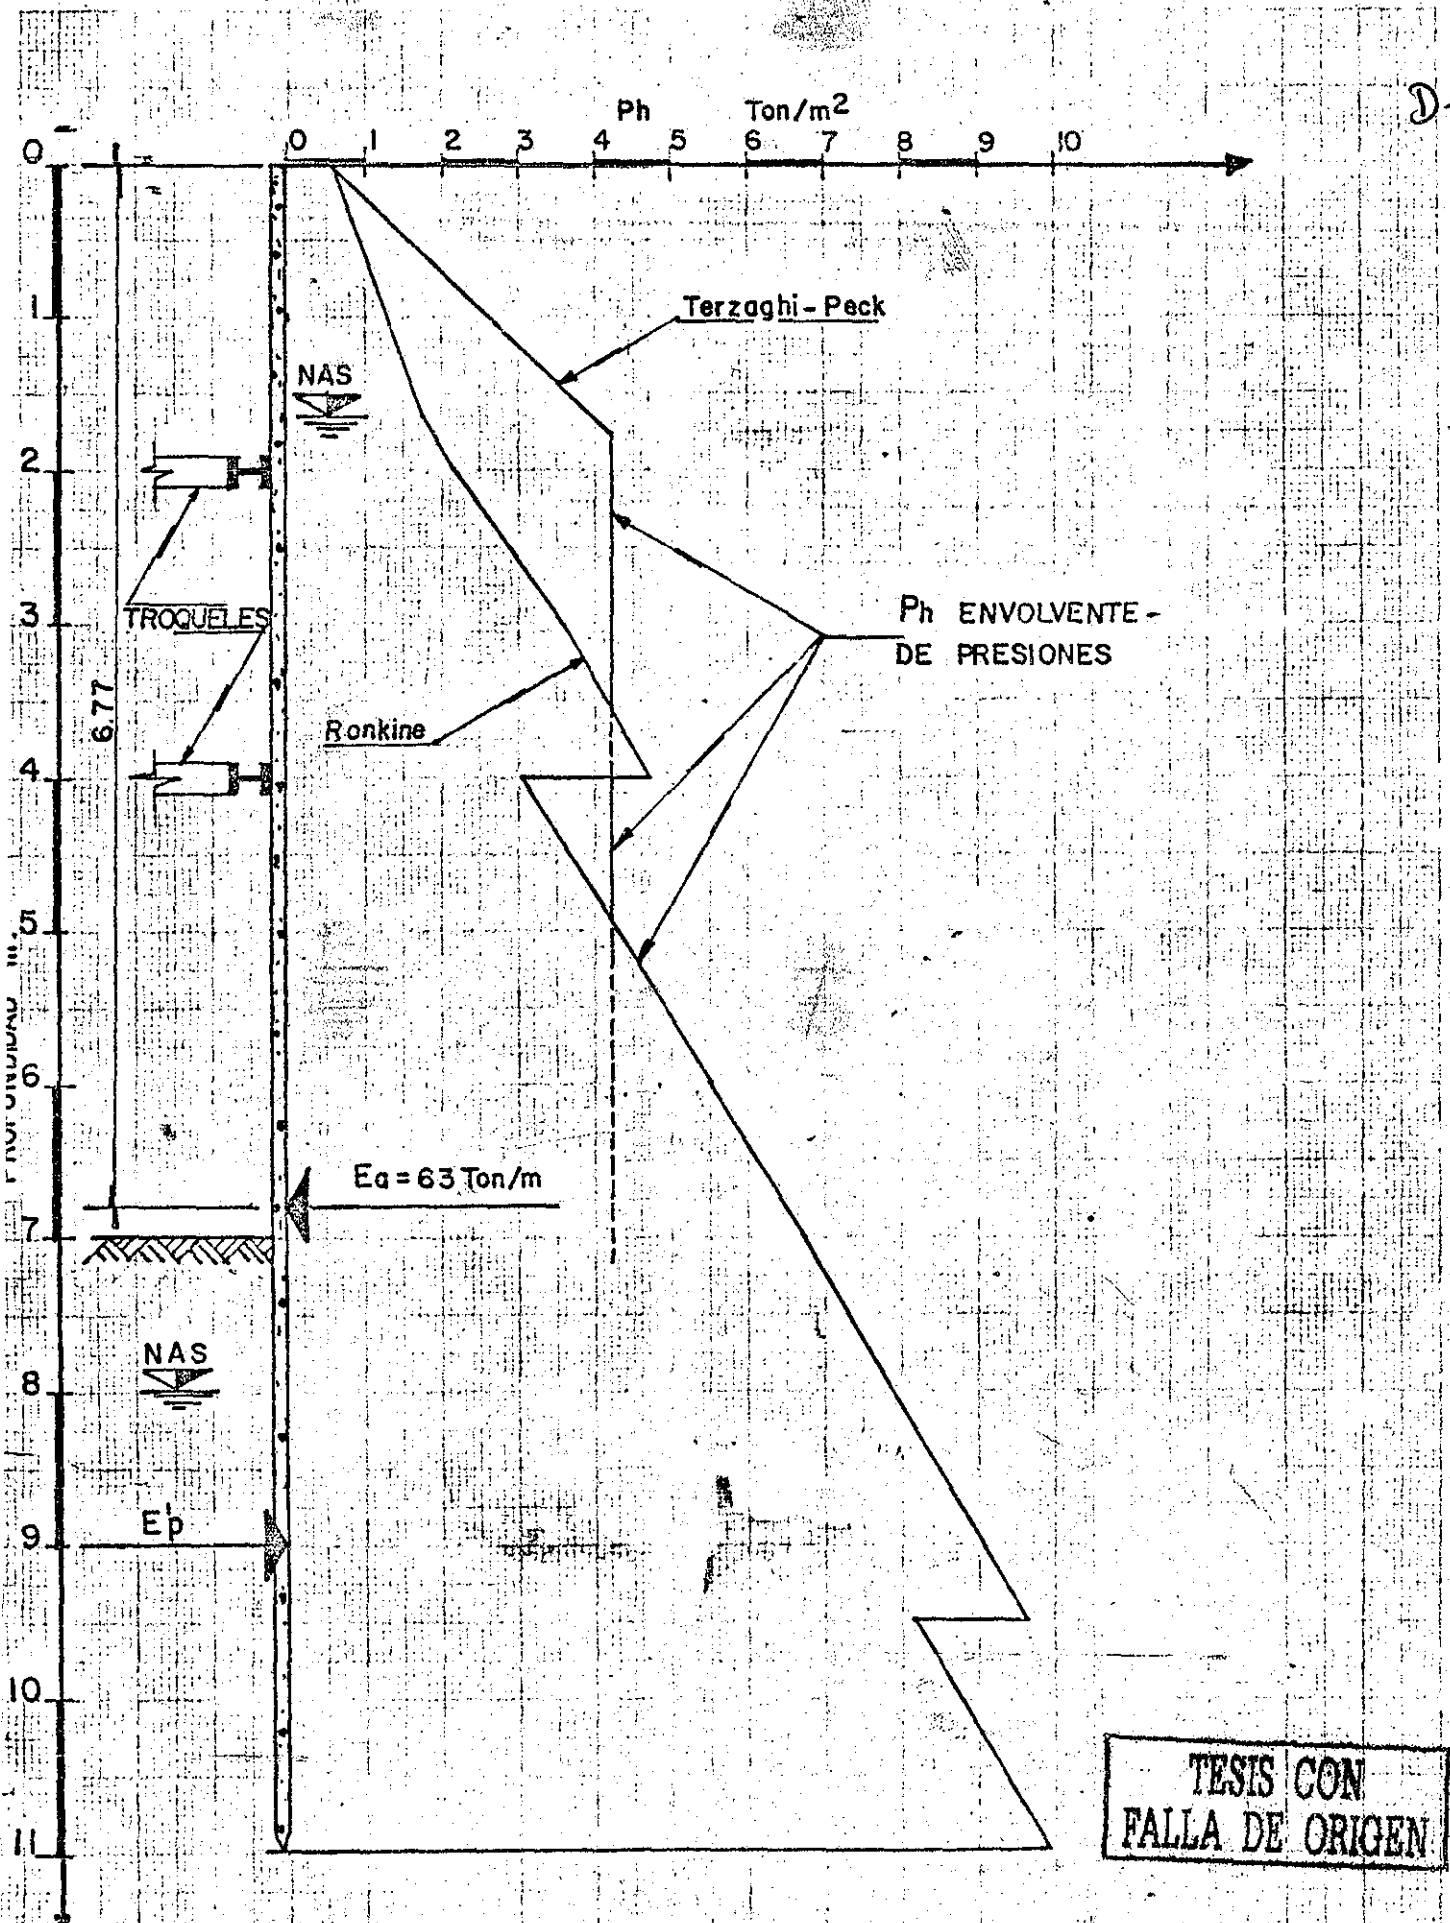 D-
Ph Ton/m²
0 1 2 3 4 5 6 7 8 9 10
0
1
Terzaghi-Peck
NAS
2
3
TROQUELES
Ph ENVOLVENTE-
DE PRESIONES
6.77
Rankine
4
5
PROFUNDIDAD m.
6
Ea = 63 Ton/m
7
NAS
8
E'p
9
10
11
TESIS CON
FALLA DE ORIGEN